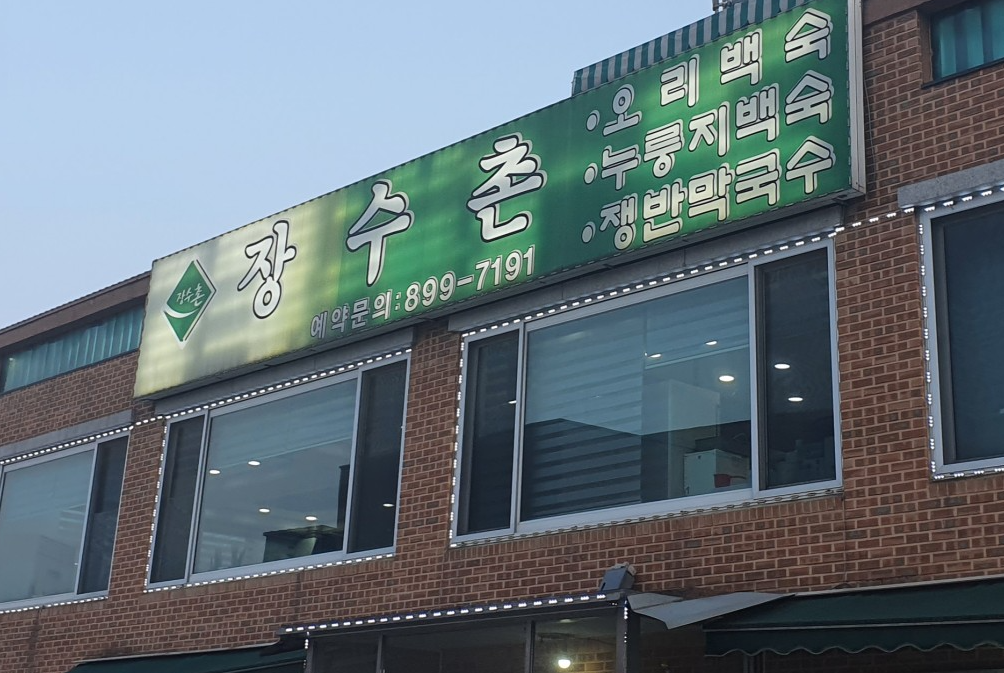 장수촌
장수촌
예약문의:899-7191
·오리백숙
·누룽지백숙
·쟁반막국수